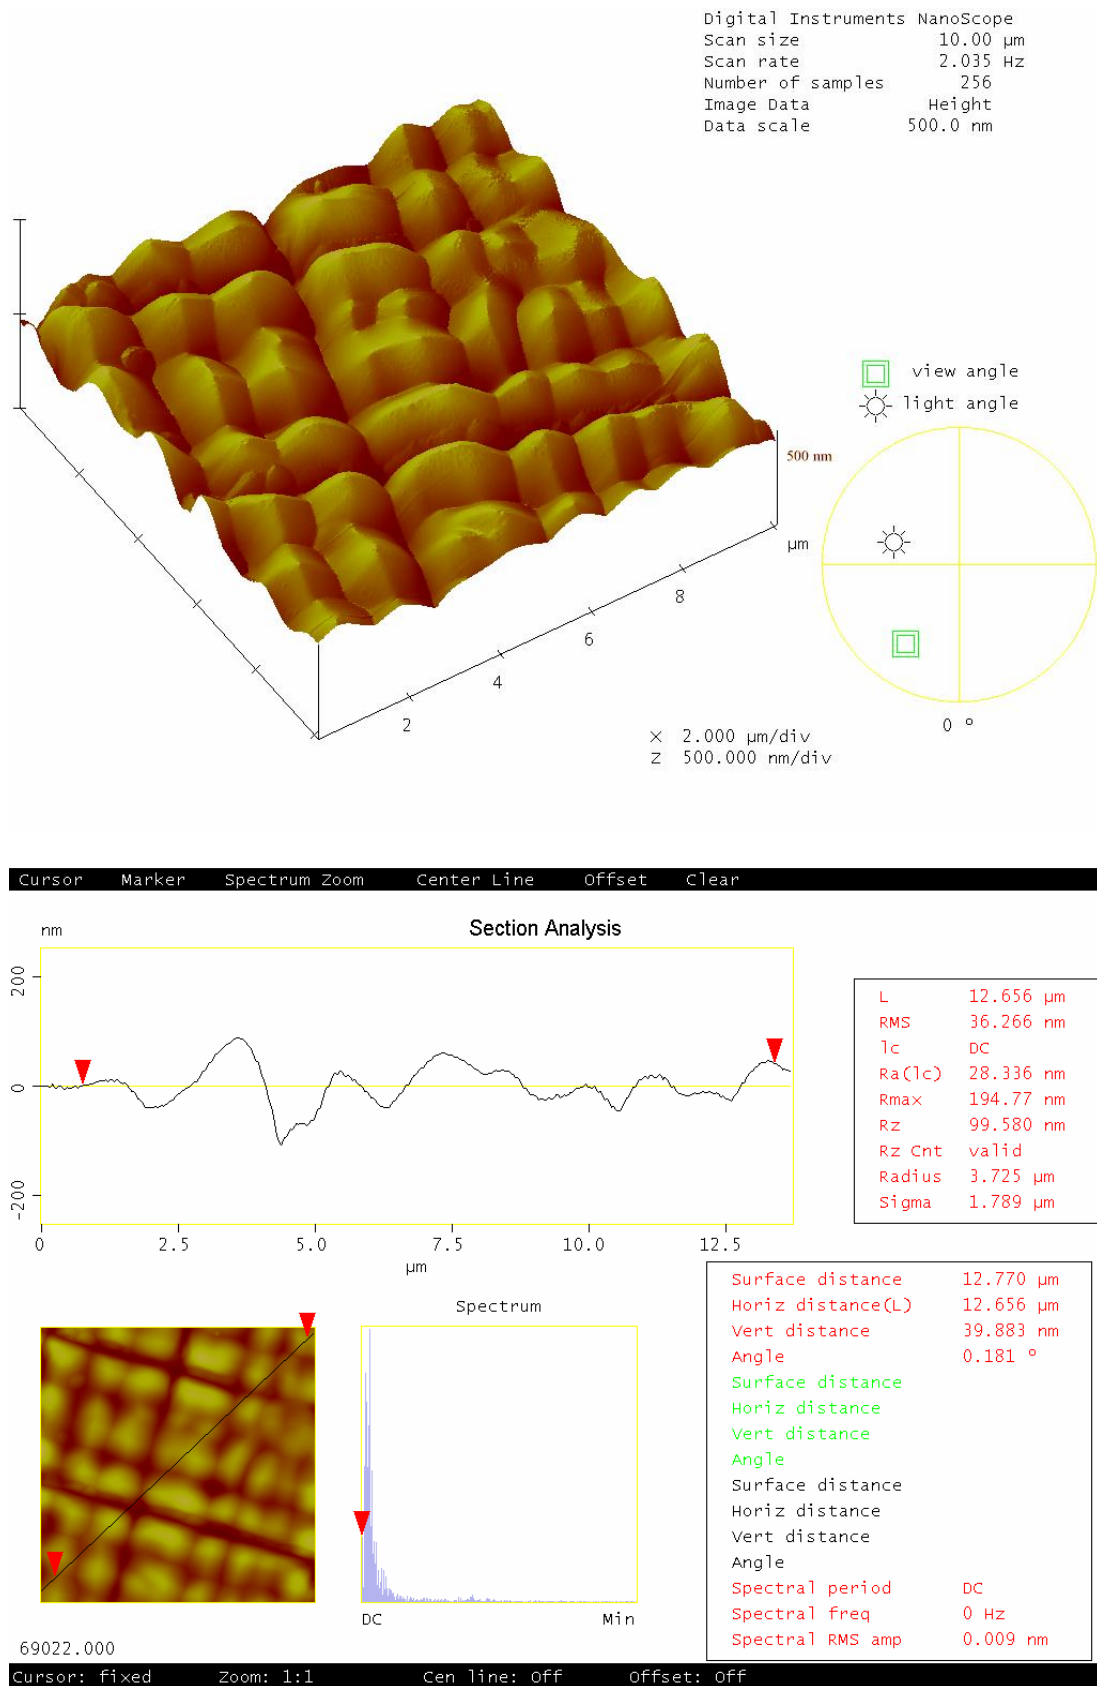 Digital Instruments NanoScope
Scan size 10.00 µm
Scan rate 2.035 Hz
Number of samples 256
Image Data Height
Data scale 500.0 nm
view angle
light angle
500 nm
µm
8
6
4
2
0 º
X 2.000 µm/div
Z 500.000 nm/div
Cursor Marker Spectrum Zoom Center Line Offset Clear
nm
Section Analysis
200
0
-200
0 2.5 5.0 7.5 10.0 12.5
µm
L 12.656 µm
RMS 36.266 nm
lc DC
Ra(lc) 28.336 nm
Rmax 194.77 nm
Rz 99.580 nm
Rz Cnt valid
Radius 3.725 µm
Sigma 1.789 µm
Spectrum
DC Min
Surface distance 12.770 µm
Horiz distance(L) 12.656 µm
Vert distance 39.883 nm
Angle 0.181 º
Surface distance
Horiz distance
Vert distance
Angle
Surface distance
Horiz distance
Vert distance
Angle
Spectral period DC
Spectral freq 0 Hz
Spectral RMS amp 0.009 nm
69022.000
Cursor: fixed Zoom: 1:1 Cen line: Off Offset: Off